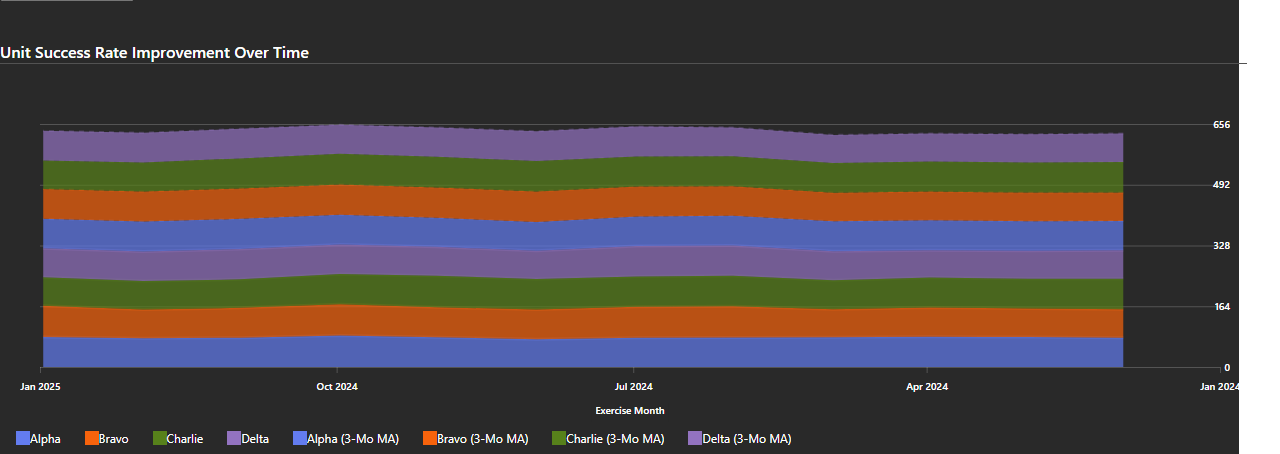 Unit Success Rate Improvement Over Time
656
492
328
164
0
Jan 2025 Oct 2024 Jul 2024 Apr 2024 Jan 2024
Exercise Month
Alpha Bravo Charlie Delta Alpha (3-Mo MA) Bravo (3-Mo MA) Charlie (3-Mo MA) Delta (3-Mo MA)